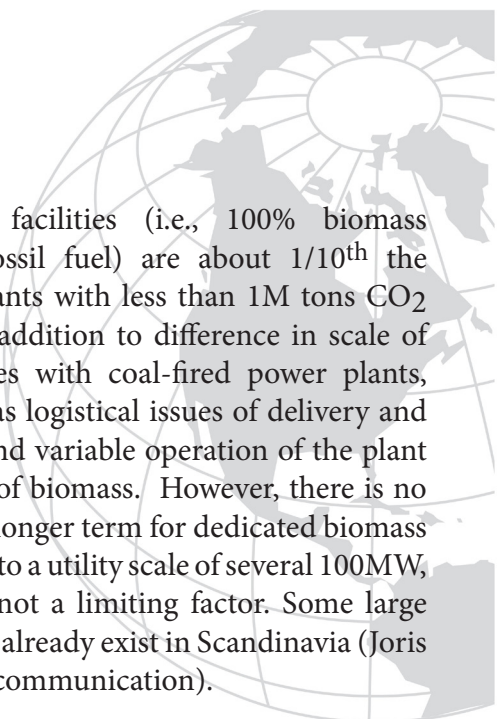 facilities (i.e., 100% biomass
ossil fuel) are about 1/10th the
ants with less than 1M tons CO2
addition to difference in scale of
es with coal-fired power plants,
as logistical issues of delivery and
nd variable operation of the plant
of biomass. However, there is no
longer term for dedicated biomass
to a utility scale of several 100MW,
not a limiting factor. Some large
already exist in Scandinavia (Joris
communication).